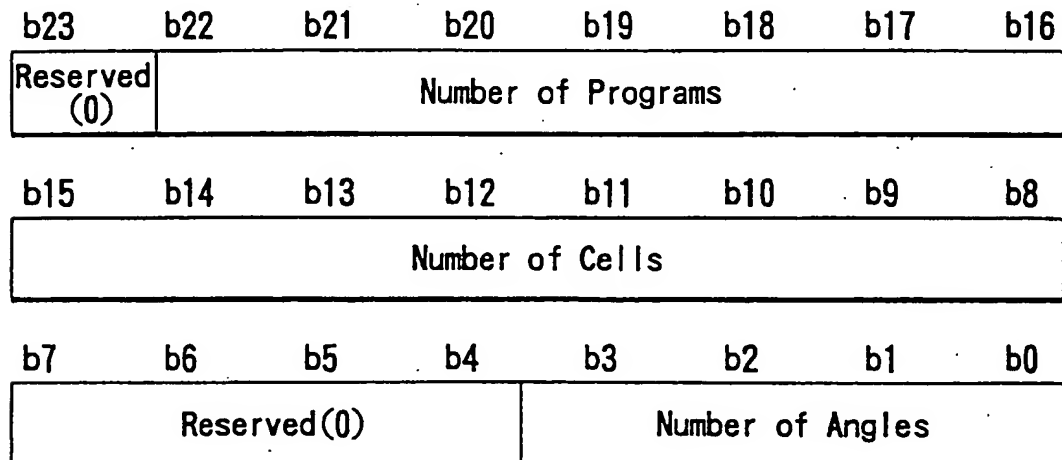 b23 b22 b21 b20 b19 b18 b17 b16
Reserved Number of Programs
(0)
b15 b14 b13 b12 b11 b10 b9 b8
Number of Cells
b7 b6 b5 b4 b3 b2 b1 b0
Reserved(0) Number of Angles